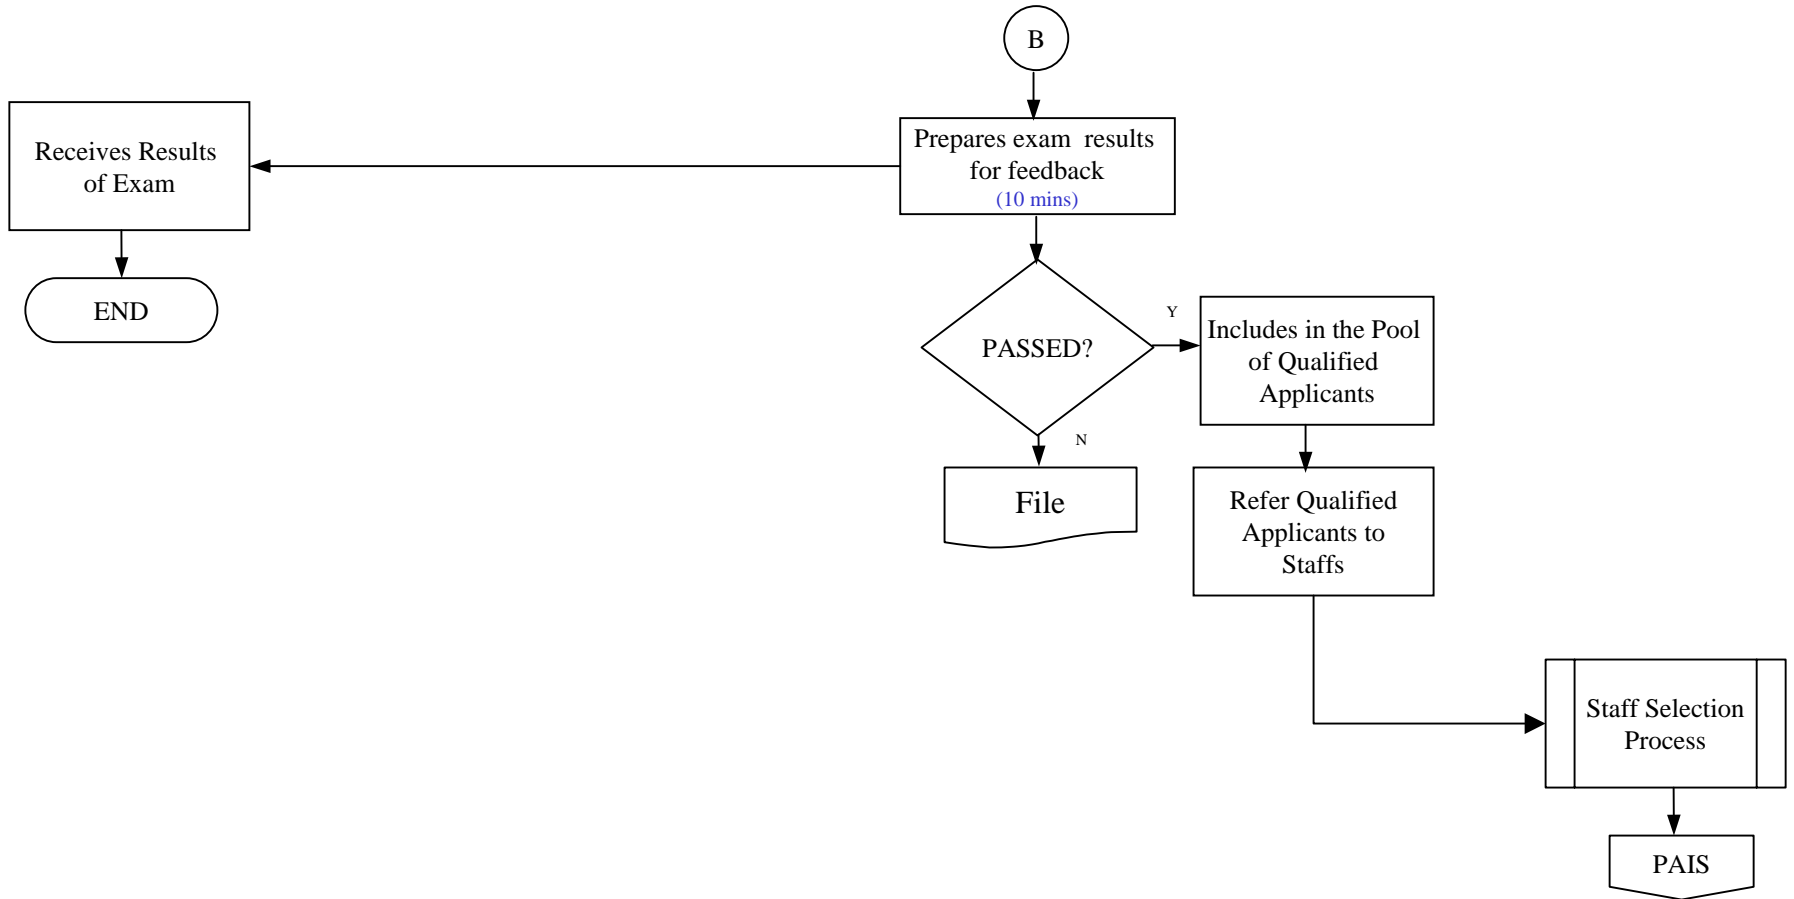 B
Prepares exam results
for feedback
(10 mins)
Receives Results
of Exam
END
PASSED?
Y
Includes in the Pool
of Qualified
Applicants
N
File
Refer Qualified
Applicants to
Staffs
Staff Selection
Process
PAIS